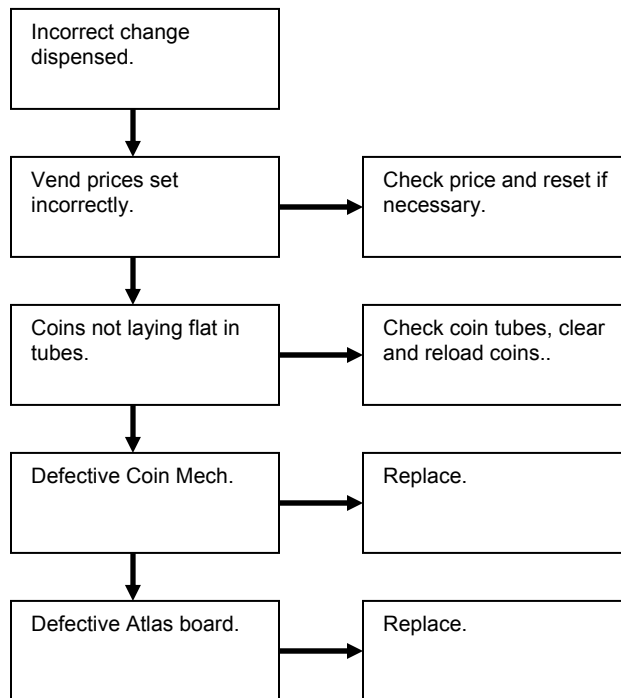 Incorrect change
dispensed.
Vend prices set
incorrectly.
Check price and reset if
necessary.
Coins not laying flat in
tubes.
Check coin tubes, clear
and reload coins..
Defective Coin Mech.
Replace.
Defective Atlas board.
Replace.